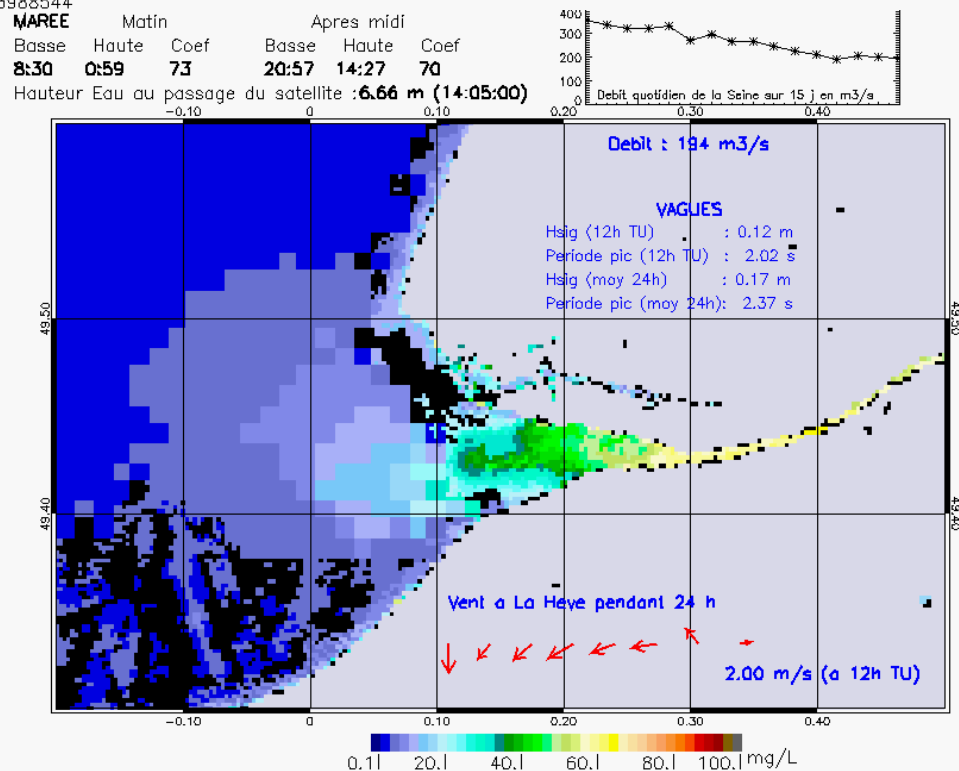 MAREE Matin Apres midi
Basse Haute Coef Basse Haute Coef
8:30 0:59 73 20:57 14:27 70
Hauteur Eau au passage du satellite :6.66 m (14:05:00)
400
300
200
100
0
Debit quotidien de la Seine sur 15 j en m3/s
-0.10 0 0.10 0.20 0.30 0.40
Debit : 194 m3/s
VAGUES
Hsig (12h TU) : 0.12 m
Periode pic (12h TU) : 2.02 s
Hsig (moy 24h) : 0.17 m
Periode pic (moy 24h): 2.37 s
49.50 49.50
49.40 49.40
Vent a La Heve pendant 24 h
2.00 m/s (a 12h TU)
-0.10 0 0.10 0.20 0.30 0.40
0.1 20. 40. 60. 80. 100. mg/L